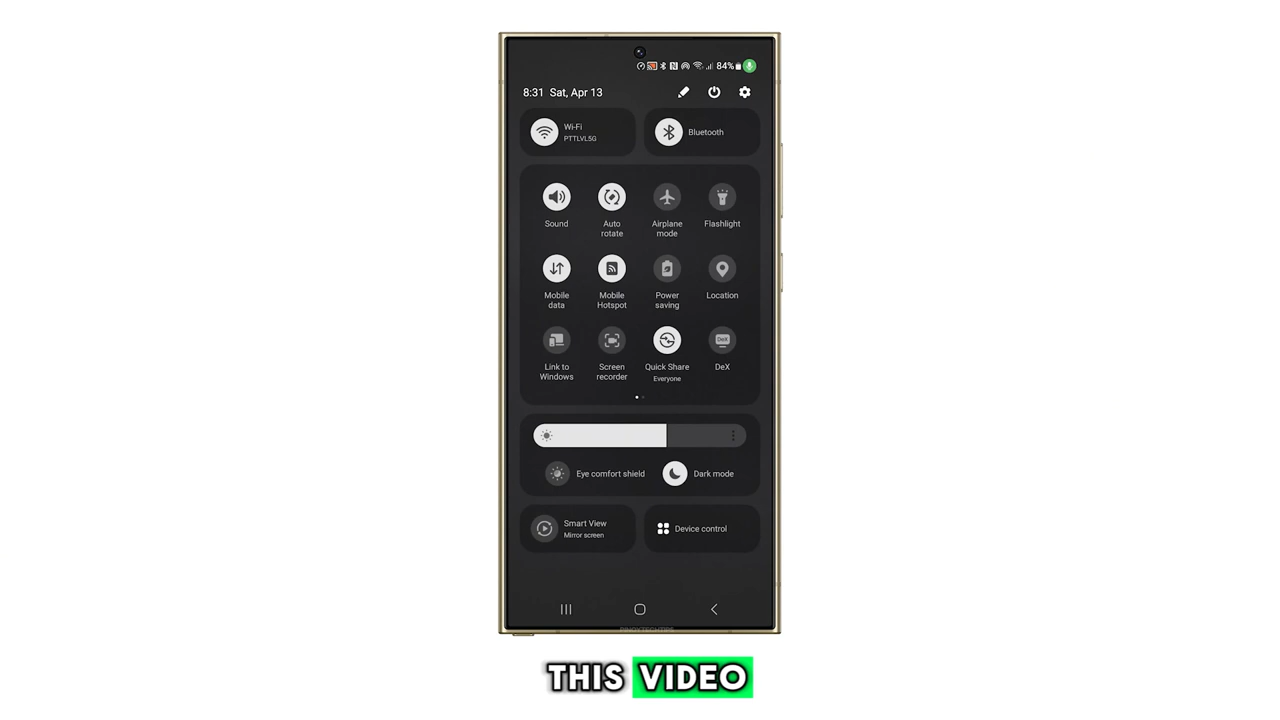 84%
8:31 Sat, Apr 13
Wi-Fi
PTTLVL5G
Bluetooth
Sound
Auto
rotate
Airplane
mode
Flashlight
Mobile
data
Mobile
Hotspot
Power
saving
Location
Link to
Windows
Screen
recorder
Quick Share
Everyone
DeX
DeX
Eye comfort shield
Dark mode
Smart View
Mirror screen
Device control
PINOYTECHTIPS
THIS VIDEO